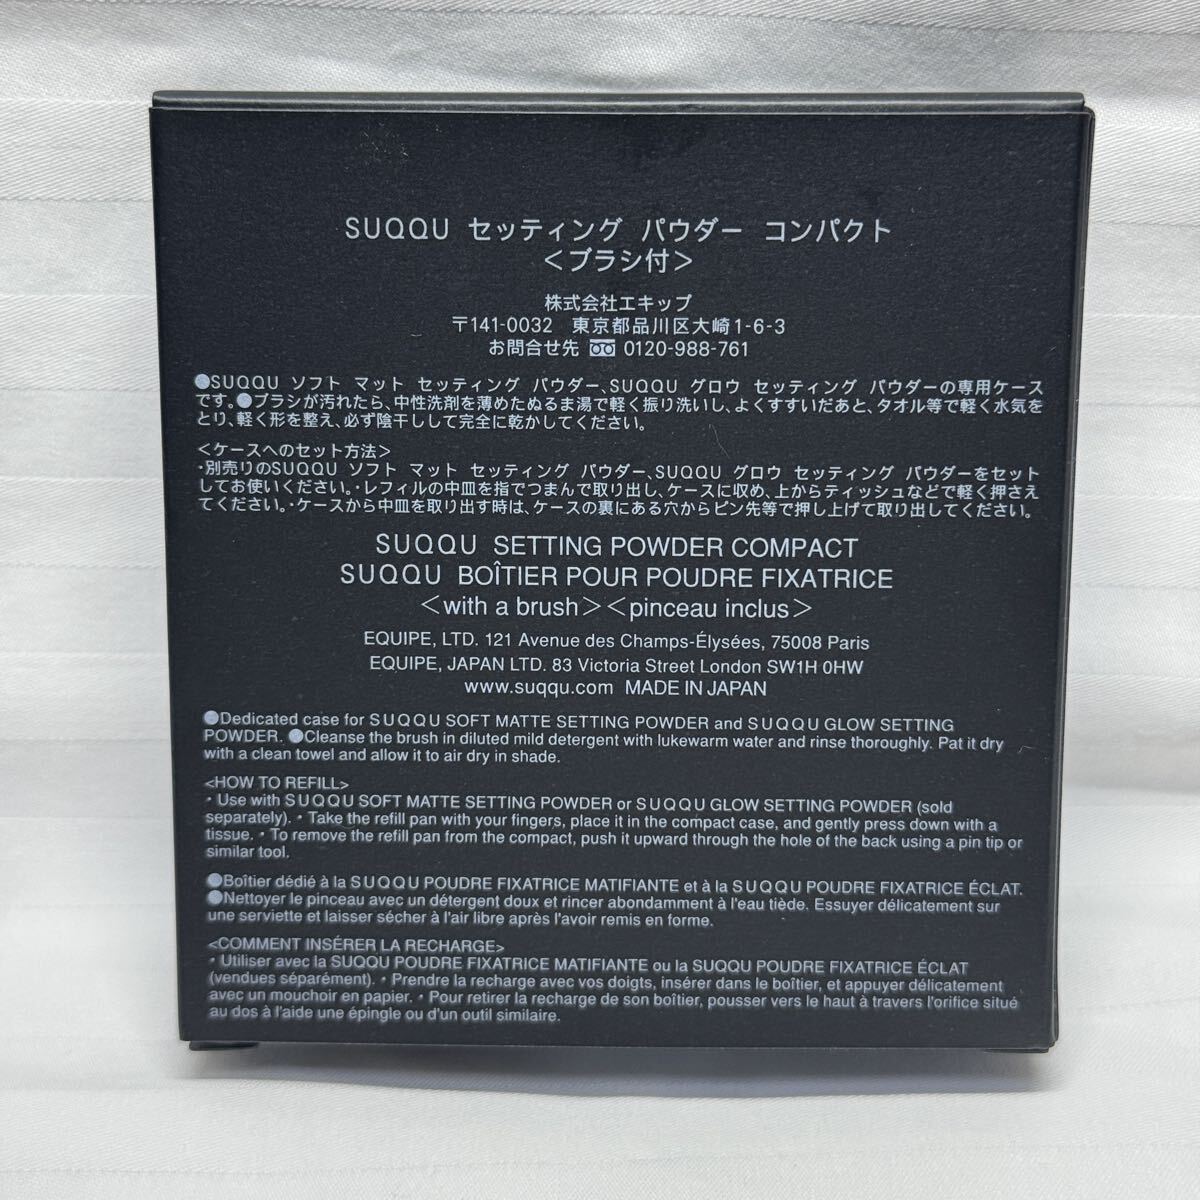 SUQQU セッティング パウダー コンパクト
＜ブラシ付＞
株式会社エキップ
〒141-0032 東京都品川区大崎1-6-3
お問合せ先 0120-988-761
●SUQQU ソフト マット セッティング パウダー、SUQQU グロウ セッティング パウダーの専用ケース
です。●ブラシが汚れたら、中性洗剤を薄めたぬるま湯で軽く振り洗いし、よくすすいだあと、タオル等で軽く水気を
とり、軽く形を整え、必ず陰干しして完全に乾かしてください。
＜ケースへのセット方法＞
・別売りのSUQQU ソフト マット セッティング パウダー、SUQQU グロウ セッティング パウダーをセット
してお使いください。・レフィルの中皿を指でつまんで取り出し、ケースに収め、上からティッシュなどで軽く押さえ
てください。・ケースから中皿を取り出す時は、ケースの裏にある穴からピン先等で押し上げて取り出してください。
SUQQU SETTING POWDER COMPACT
SUQQU BOÎTIER POUR POUDRE FIXATRICE
＜with a brush＞＜pinceau inclus＞
EQUIPE, LTD. 121 Avenue des Champs-Élysées, 75008 Paris
EQUIPE, JAPAN LTD. 83 Victoria Street London SW1H 0HW
www.suqqu.com MADE IN JAPAN
●Dedicated case for SUQQU SOFT MATTE SETTING POWDER and SUQQU GLOW SETTING
POWDER. ●Cleanse the brush in diluted mild detergent with lukewarm water and rinse thoroughly. Pat it dry
with a clean towel and allow it to air dry in shade.
<HOW TO REFILL>
・Use with SUQQU SOFT MATTE SETTING POWDER or SUQQU GLOW SETTING POWDER (sold
separately).・Take the refill pan with your fingers, place it in the compact case, and gently press down with a
tissue.・To remove the refill pan from the compact, push it upward through the hole of the back using a pin tip or
similar tool.
●Boîtier dédié à la SUQQU POUDRE FIXATRICE MATIFIANTE et à la SUQQU POUDRE FIXATRICE ÉCLAT.
●Nettoyer le pinceau avec un détergent doux et rincer abondamment à l'eau tiède. Essuyer délicatement sur
une serviette et laisser sécher à l'air libre après l'avoir remis en forme.
<COMMENT INSÉRER LA RECHARGE>
・Utiliser avec la SUQQU POUDRE FIXATRICE MATIFIANTE ou la SUQQU POUDRE FIXATRICE ÉCLAT
(vendues séparément).・Prendre la recharge avec vos doigts, insérer dans le boîtier, et appuyer délicatement
avec un mouchoir en papier.・Pour retirer la recharge de son boîtier, pousser vers le haut à travers l'orifice situé
au dos à l'aide une épingle ou d'un outil similaire.